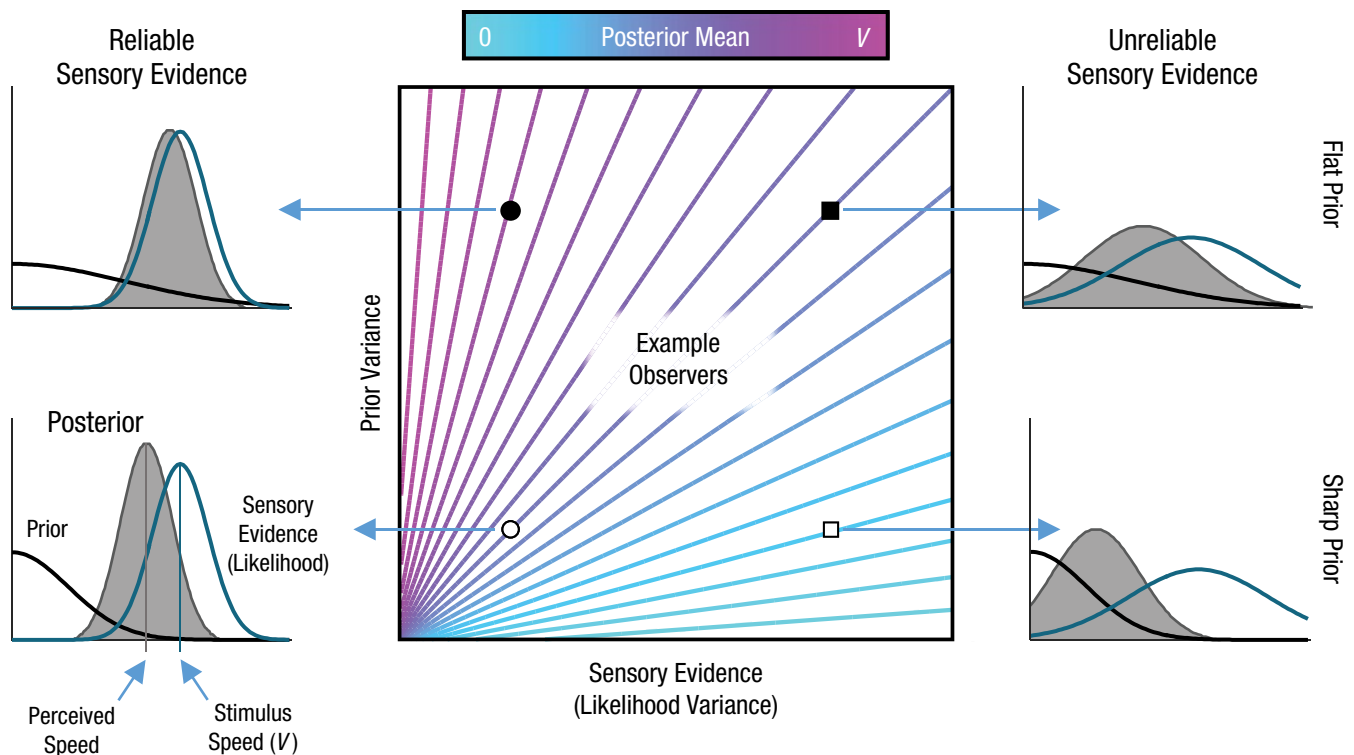 Reliable
Sensory Evidence
0 Posterior Mean V
Unreliable
Sensory Evidence
Flat Prior
Prior Variance
Example
Observers
Posterior
Prior
Sensory
Evidence
(Likelihood)
Sharp Prior
Perceived
Speed
Stimulus
Speed (V)
Sensory Evidence
(Likelihood Variance)